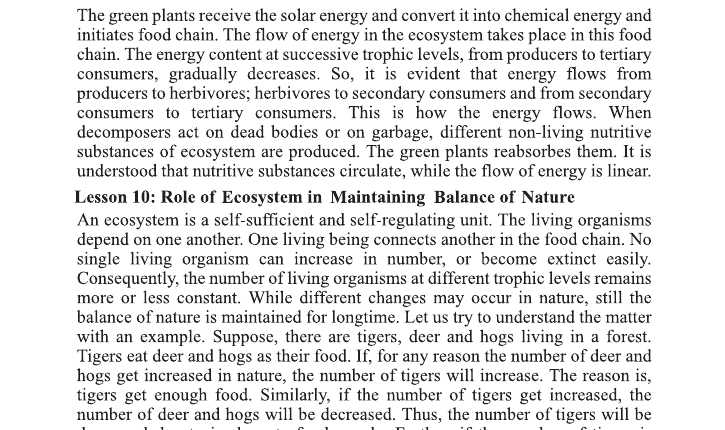 The green plants receive the solar energy and convert it into chemical energy and
initiates food chain. The flow of energy in the ecosystem takes place in this food
chain. The energy content at successive trophic levels, from producers to tertiary
consumers, gradually decreases. So, it is evident that energy flows from
producers to herbivores; herbivores to secondary consumers and from secondary
consumers to tertiary consumers. This is how the energy flows. When
decomposers act on dead bodies or on garbage, different non-living nutritive
substances of ecosystem are produced. The green plants reabsorbes them. It is
understood that nutritive substances circulate, while the flow of energy is linear.
Lesson 10: Role of Ecosystem in Maintaining Balance of Nature
An ecosystem is a self-sufficient and self-regulating unit. The living organisms
depend on one another. One living being connects another in the food chain. No
single living organism can increase in number, or become extinct easily.
Consequently, the number of living organisms at different trophic levels remains
more or less constant. While different changes may occur in nature, still the
balance of nature is maintained for longtime. Let us try to understand the matter
with an example. Suppose, there are tigers, deer and hogs living in a forest.
Tigers eat deer and hogs as their food. If, for any reason the number of deer and
hogs get increased in nature, the number of tigers will increase. The reason is,
tigers get enough food. Similarly, if the number of tigers get increased, the
number of deer and hogs will be decreased. Thus, the number of tigers will be